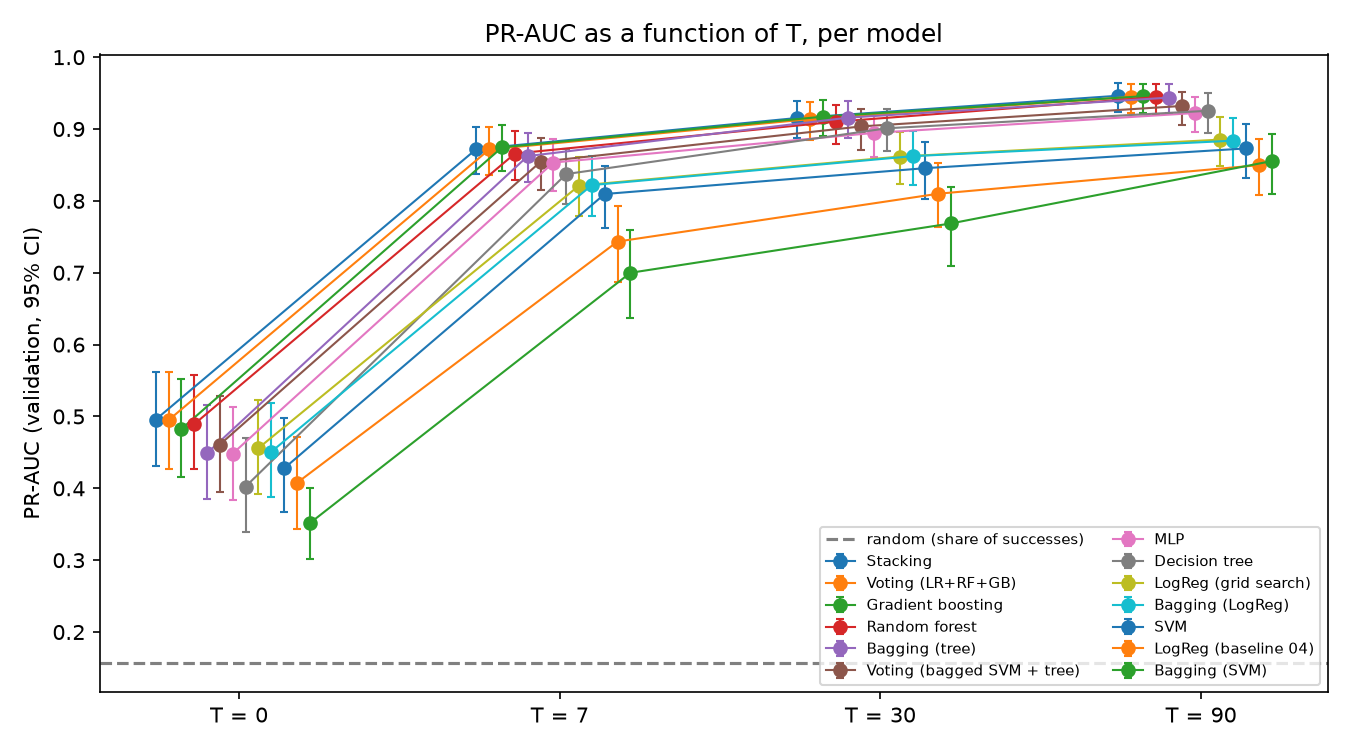 PR-AUC as a function of T, per model
PR-AUC (validation, 95% CI)
1.0
0.9
0.8
0.7
0.6
0.5
0.4
0.3
0.2
T = 0
T = 7
T = 30
T = 90
random (share of successes)
Stacking
Voting (LR+RF+GB)
Gradient boosting
Random forest
Bagging (tree)
Voting (bagged SVM + tree)
MLP
Decision tree
LogReg (grid search)
Bagging (LogReg)
SVM
LogReg (baseline 04)
Bagging (SVM)